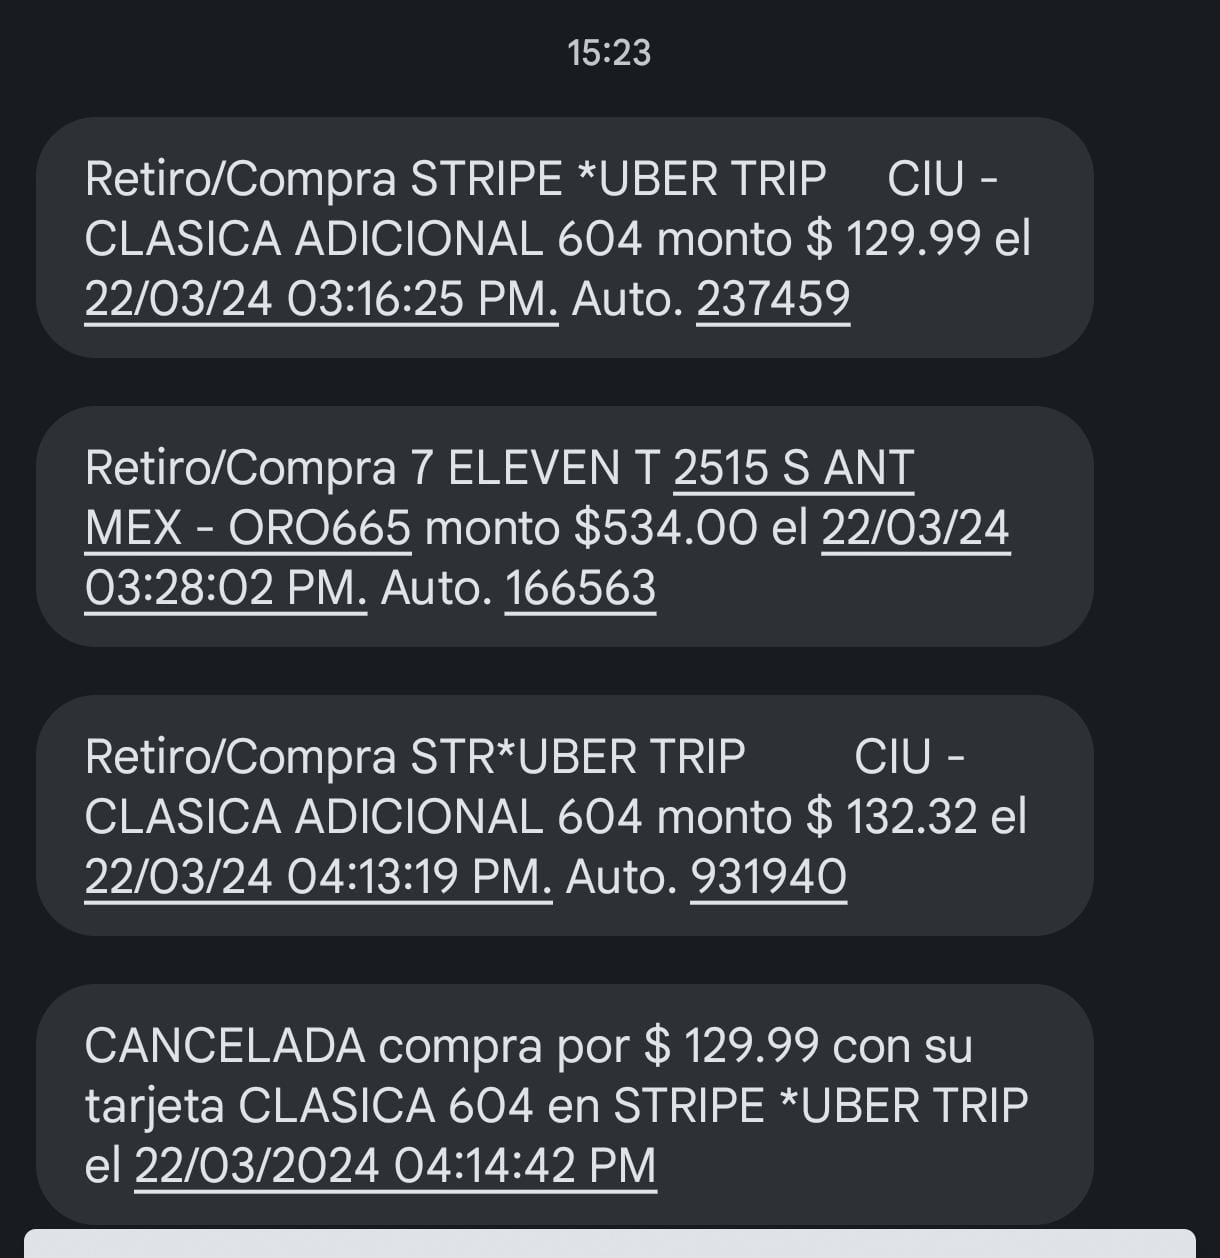 15:23
Retiro/Compra STRIPE *UBER TRIP CIU -
CLASICA ADICIONAL 604 monto $ 129.99 el
22/03/24 03:16:25 PM. Auto. 237459
Retiro/Compra 7 ELEVEN T 2515 S ANT
MEX - ORO665 monto $534.00 el 22/03/24
03:28:02 PM. Auto. 166563
Retiro/Compra STR*UBER TRIP CIU -
CLASICA ADICIONAL 604 monto $ 132.32 el
22/03/24 04:13:19 PM. Auto. 931940
CANCELADA compra por $ 129.99 con su
tarjeta CLASICA 604 en STRIPE *UBER TRIP
el 22/03/2024 04:14:42 PM